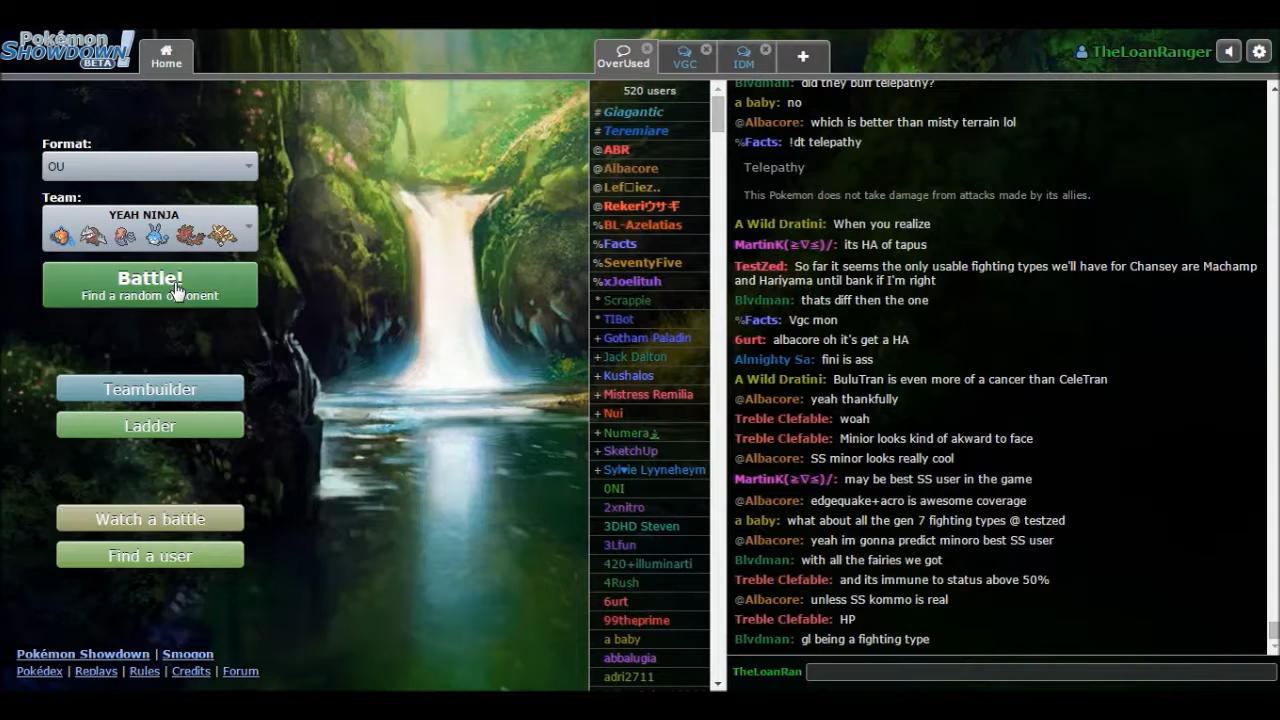 Pokémon
SHOWDOWN!
BETA
Home
OverUsed
VGC
IDM
+
TheLoanRanger
Format:
OU
Team:
YEAH NINJA
Battle!
Find a random o onent
Teambuilder
Ladder
Watch a battle
Find a user
Pokémon Showdown | Smogon
Pokédex | Replays | Rules | Credits | Forum
520 users
# Giagantic
# Teremiare
@ ABR
@ Albacore
@ Lef□iez..
@ Rekeriウサギ
% BL-Azelatias
% Facts
% SeventyFive
% xJoelituh
* Scrappie
* TIBot
+ Gotham Paladin
+ Jack Dalton
+ Kushalos
+ Mistress Remilia
+ Nui
+ Numera
+ SketchUp
+ Sylvie Lyyneheym
0NI
2xnitro
3DHD Steven
3Lfun
420+illuminarti
4Rush
6urt
99theprime
a baby
abbalugia
adri2711
Blvdman: did they buff telepathy?
a baby: no
@Albacore: which is better than misty terrain lol
%Facts: !dt telepathy
Telepathy
This Pokemon does not take damage from attacks made by its allies.
A Wild Dratini: When you realize
MartinK(≥∇≤)/: its HA of tapus
TestZed: So far it seems the only usable fighting types we'll have for Chansey are Machamp
and Hariyama until bank if I'm right
Blvdman: thats diff then the one
%Facts: Vgc mon
6urt: albacore oh it's get a HA
Almighty Sa: fini is ass
A Wild Dratini: BuluTran is even more of a cancer than CeleTran
@Albacore: yeah thankfully
Treble Clefable: woah
Treble Clefable: Minior looks kind of akward to face
@Albacore: SS minor looks really cool
MartinK(≥∇≤)/: may be best SS user in the game
@Albacore: edgequake+acro is awesome coverage
a baby: what about all the gen 7 fighting types @ testzed
@Albacore: yeah im gonna predict minoro best SS user
Blvdman: with all the fairies we got
Treble Clefable: and its immune to status above 50%
@Albacore: unless SS kommo is real
Treble Clefable: HP
Blvdman: gl being a fighting type
TheLoanRan